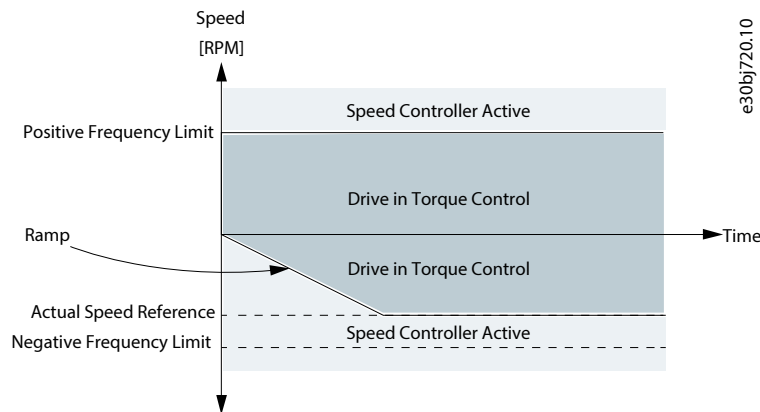 Speed
[RPM]
e30bj720.10
Speed Controller Active
Positive Frequency Limit
Drive in Torque Control
Ramp
Time
Drive in Torque Control
Actual Speed Reference
Speed Controller Active
Negative Frequency Limit